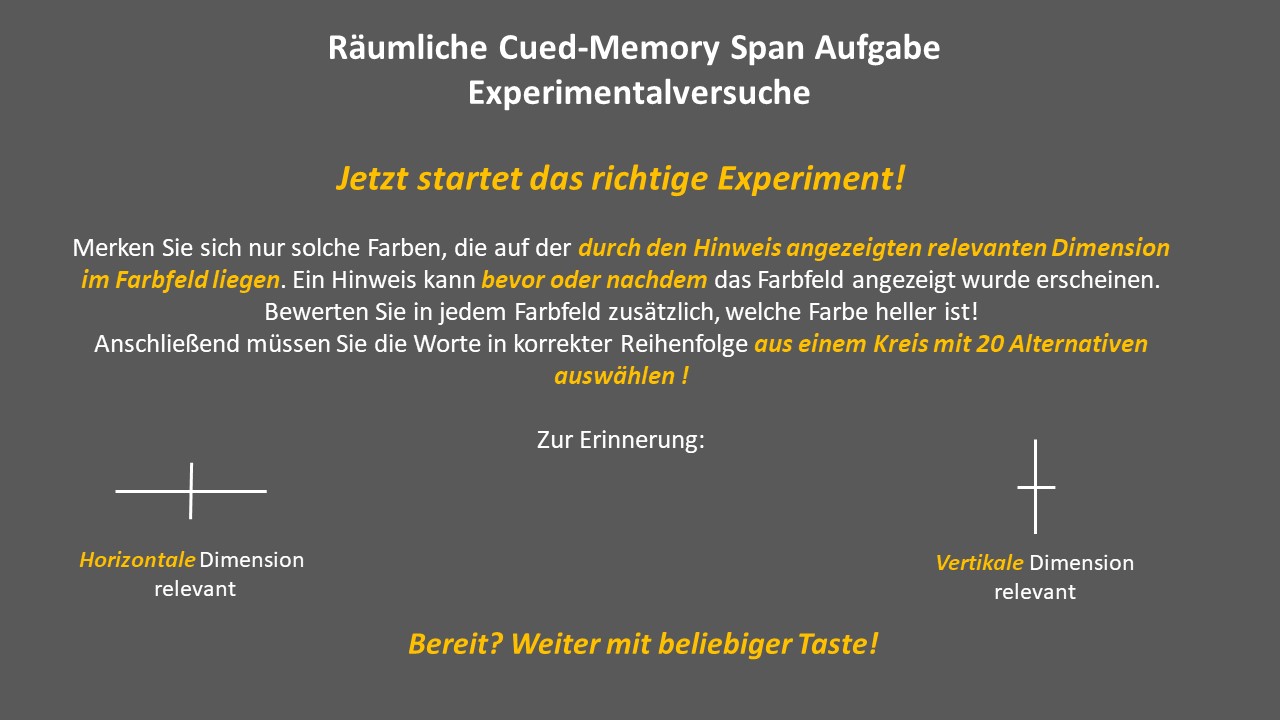 Räumliche Cued-Memory Span Aufgabe
Experimentalversuche
Jetzt startet das richtige Experiment!
Merken Sie sich nur solche Farben, die auf der durch den Hinweis angezeigten relevanten Dimension
im Farbfeld liegen. Ein Hinweis kann bevor oder nachdem das Farbfeld angezeigt wurde erscheinen.
Bewerten Sie in jedem Farbfeld zusätzlich, welche Farbe heller ist!
Anschließend müssen Sie die Worte in korrekter Reihenfolge aus einem Kreis mit 20 Alternativen
auswählen !
Zur Erinnerung:
Horizontale Dimension
relevant
Vertikale Dimension
relevant
Bereit? Weiter mit beliebiger Taste!